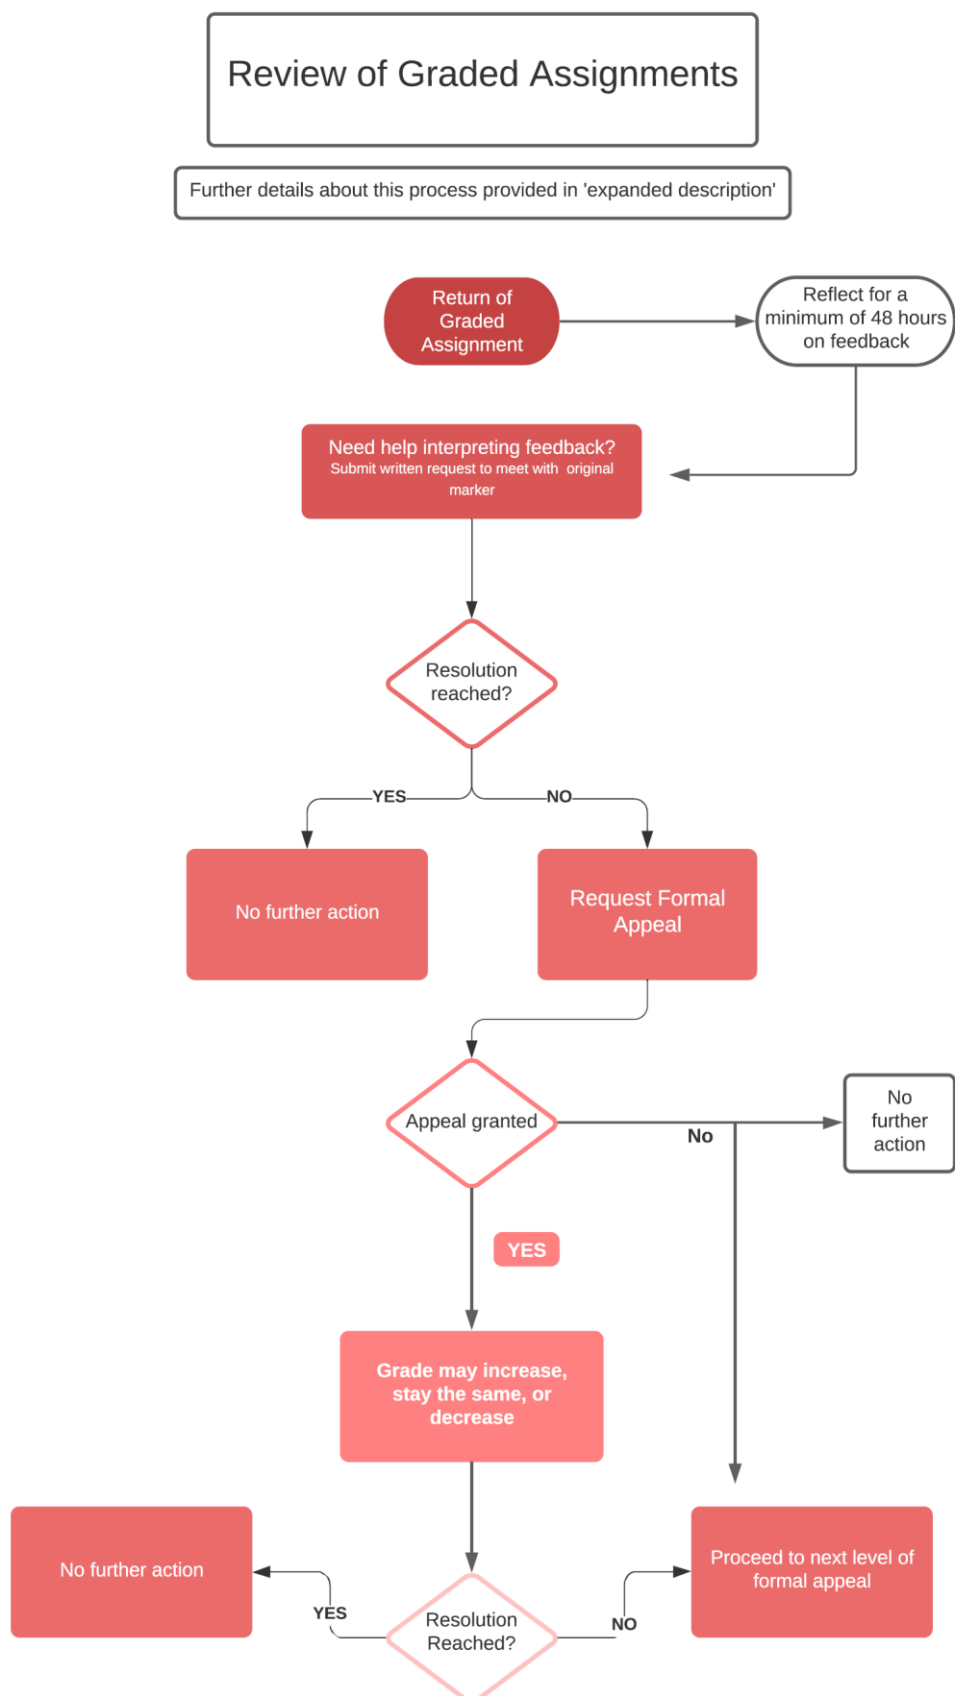 Review of Graded Assignments
Further details about this process provided in 'expanded description'
Return of
Graded
Assignment
Reflect for a
minimum of 48 hours
on feedback
Need help interpreting feedback?
Submit written request to meet with original
marker
Resolution
reached?
YES
NO
No further action
Request Formal
Appeal
Appeal granted
No
No
further
action
YES
Grade may increase,
stay the same, or
decrease
No further action
Proceed to next level of
formal appeal
YES
Resolution
Reached?
NO